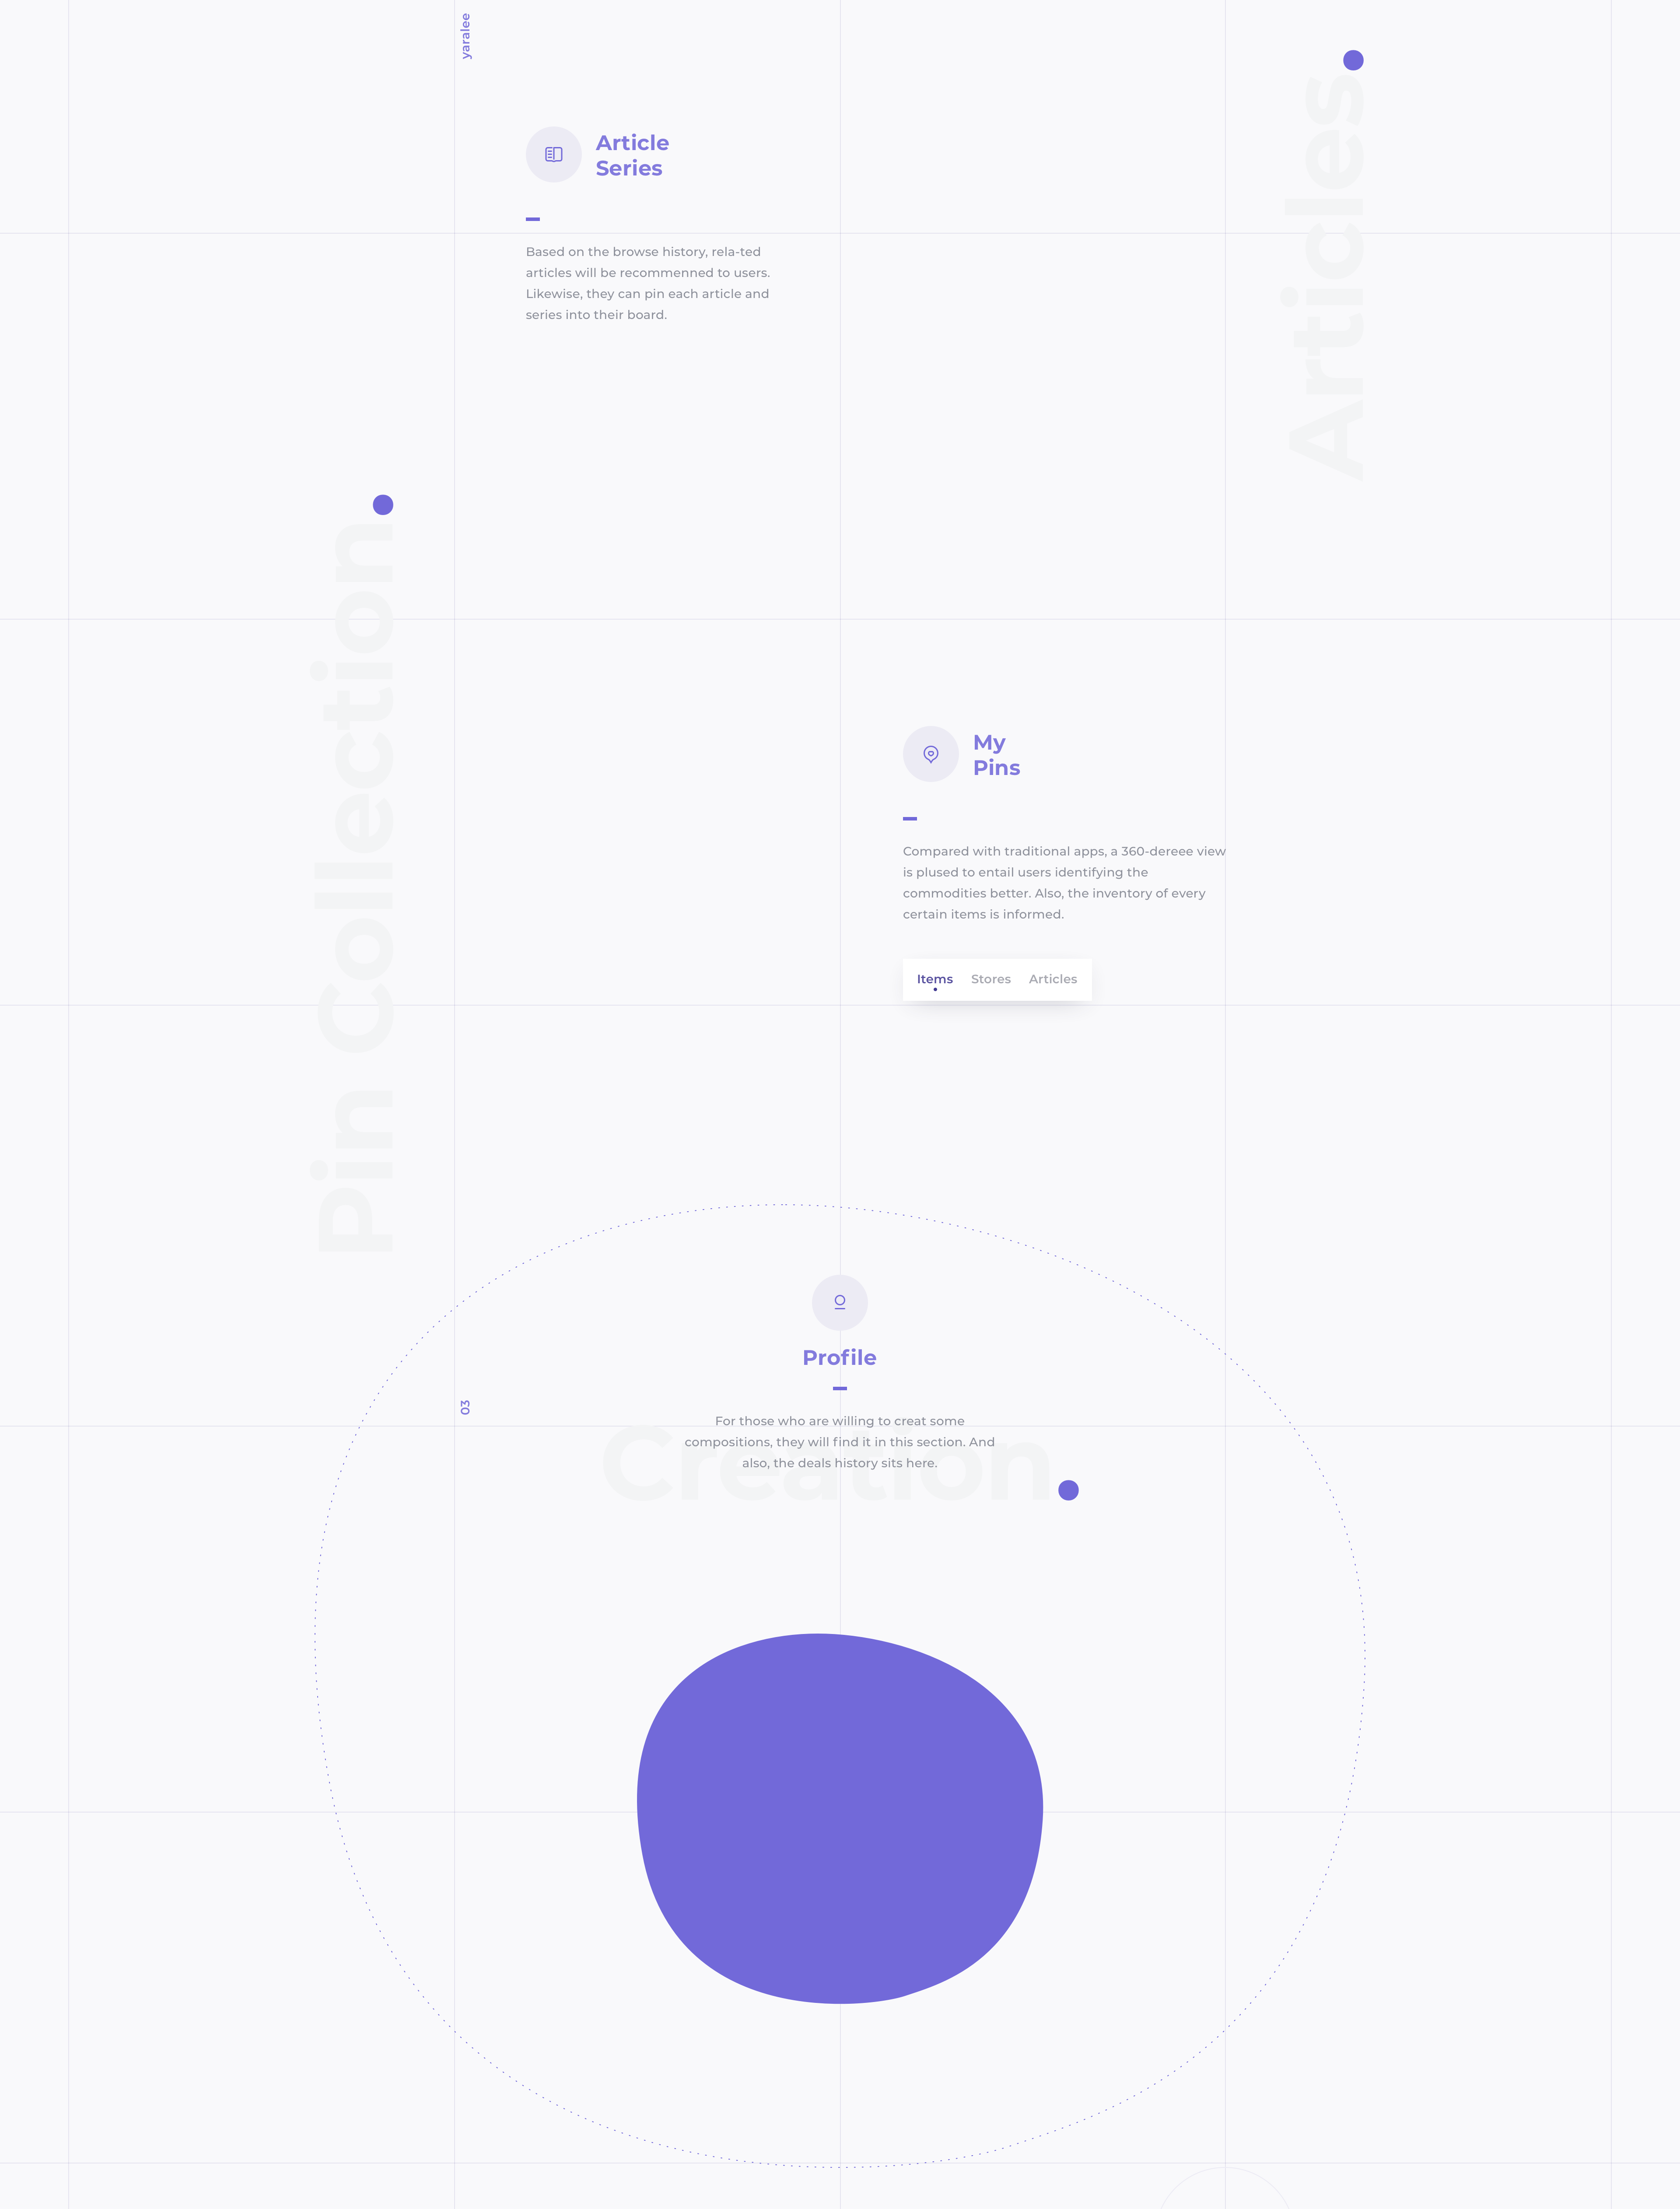 yaralee
Articles
Article
Series
Based on the browse history, rela-ted
articles will be recommenned to users.
Likewise, they can pin each article and
series into their board.
Pin Collection
My
Pins
Compared with traditional apps, a 360-dereee view
is plused to entail users identifying the
commodities better. Also, the inventory of every
certain items is informed.
Items Stores Articles
Profile
03
For those who are willing to creat some
compositions, they will find it in this section. And
also, the deals history sits here.
Creation